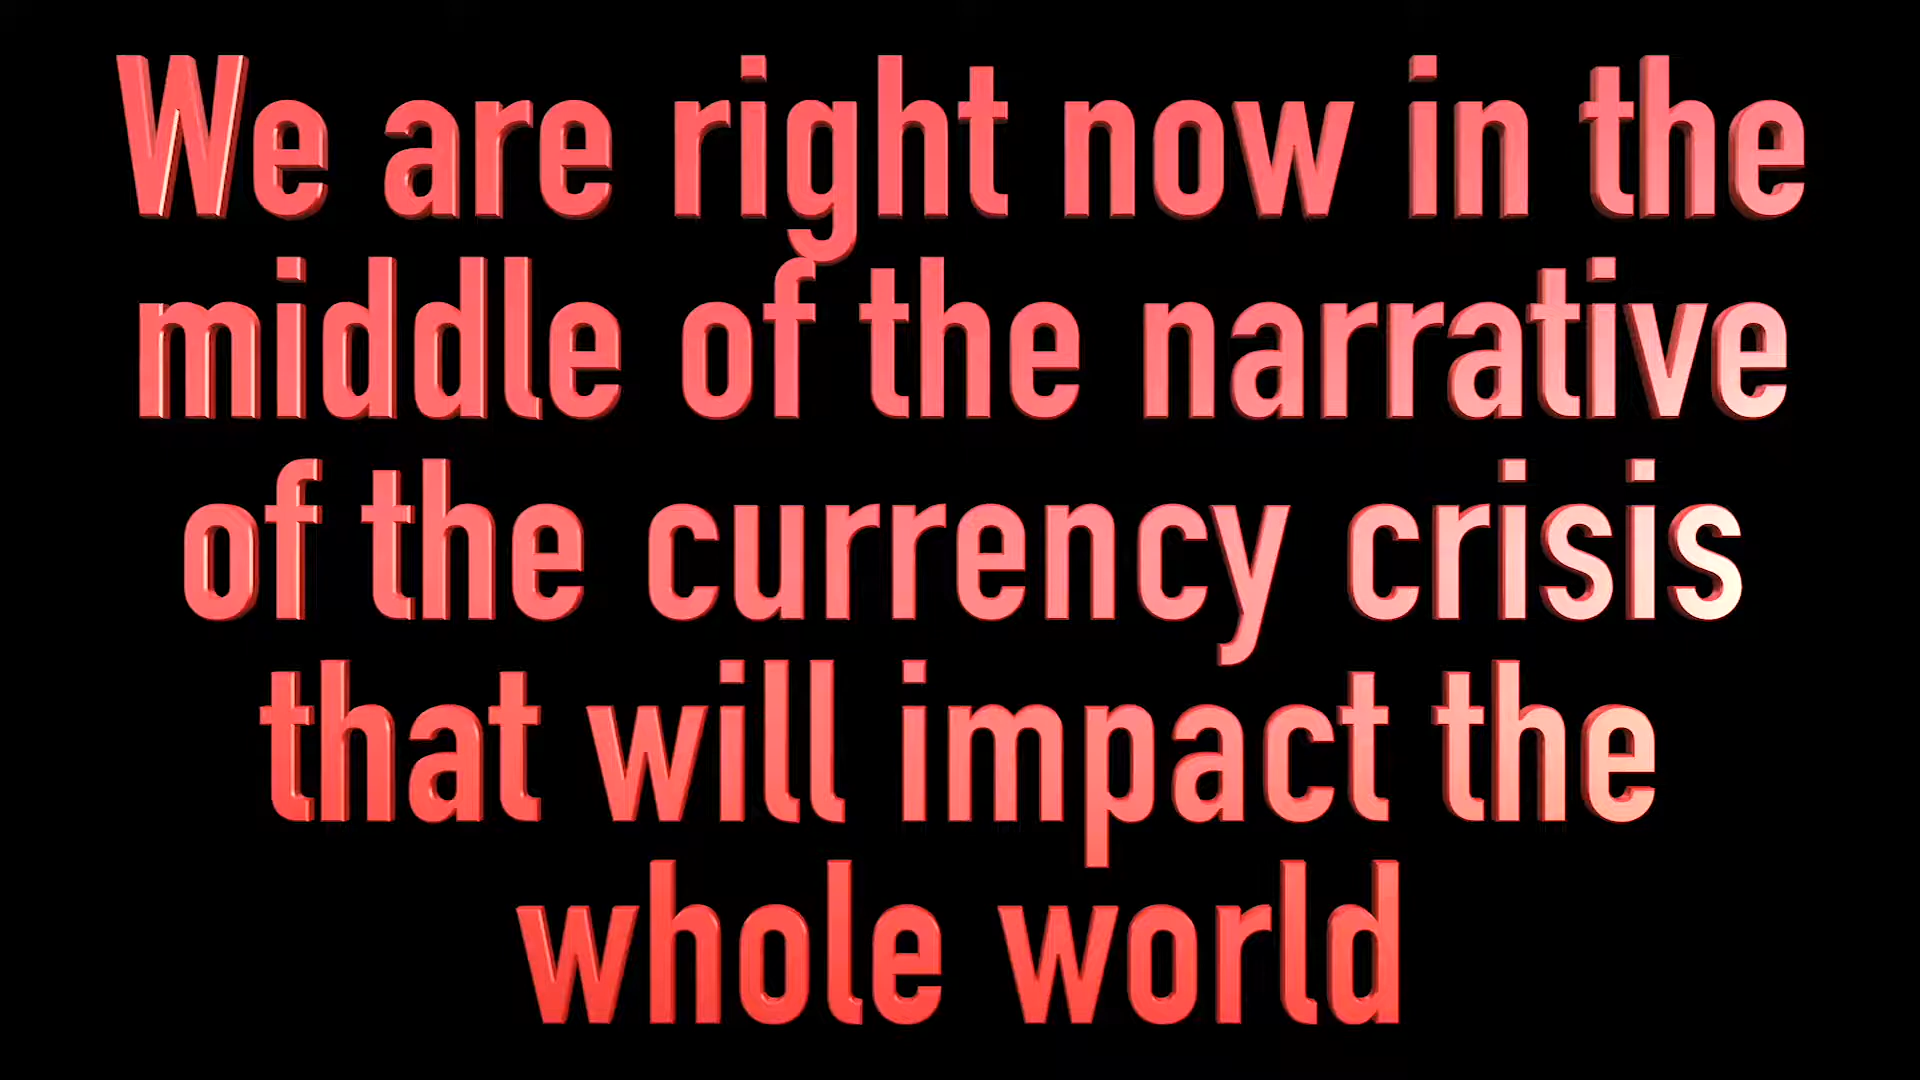 We are right now in the
middle of the narrative
of the currency crisis
that will impact the
whole world